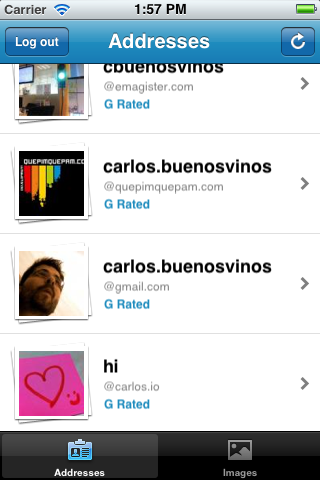 Carrier 1:57 PM
Log out Addresses
cbuenosvinos
@emagister.com
G Rated
QUEPIMQUEPAM.CO
carlos.buenosvinos
@quepimquepam.com
G Rated
carlos.buenosvinos
@gmail.com
G Rated
hi
@carlos.io
G Rated
Addresses Images